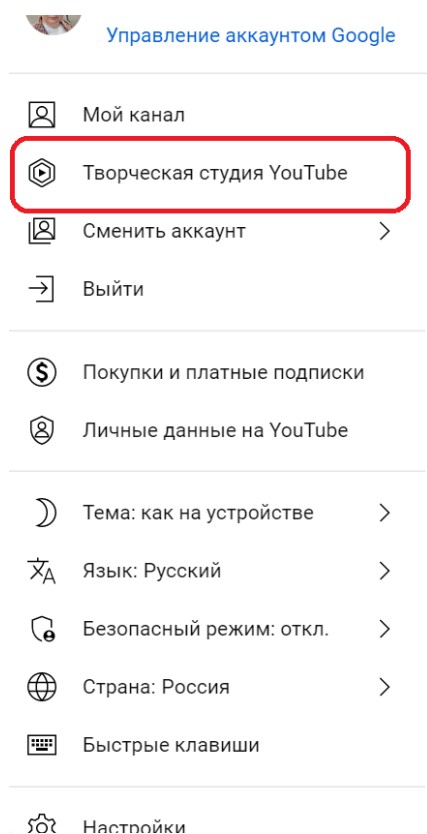 Управление аккаунтом Google
Мой канал
Творческая студия YouTube
Сменить аккаунт
Выйти
Покупки и платные подписки
Личные данные на YouTube
Тема: как на устройстве
Язык: Русский
Безопасный режим: откл.
Страна: Россия
Быстрые клавиши
Настройки